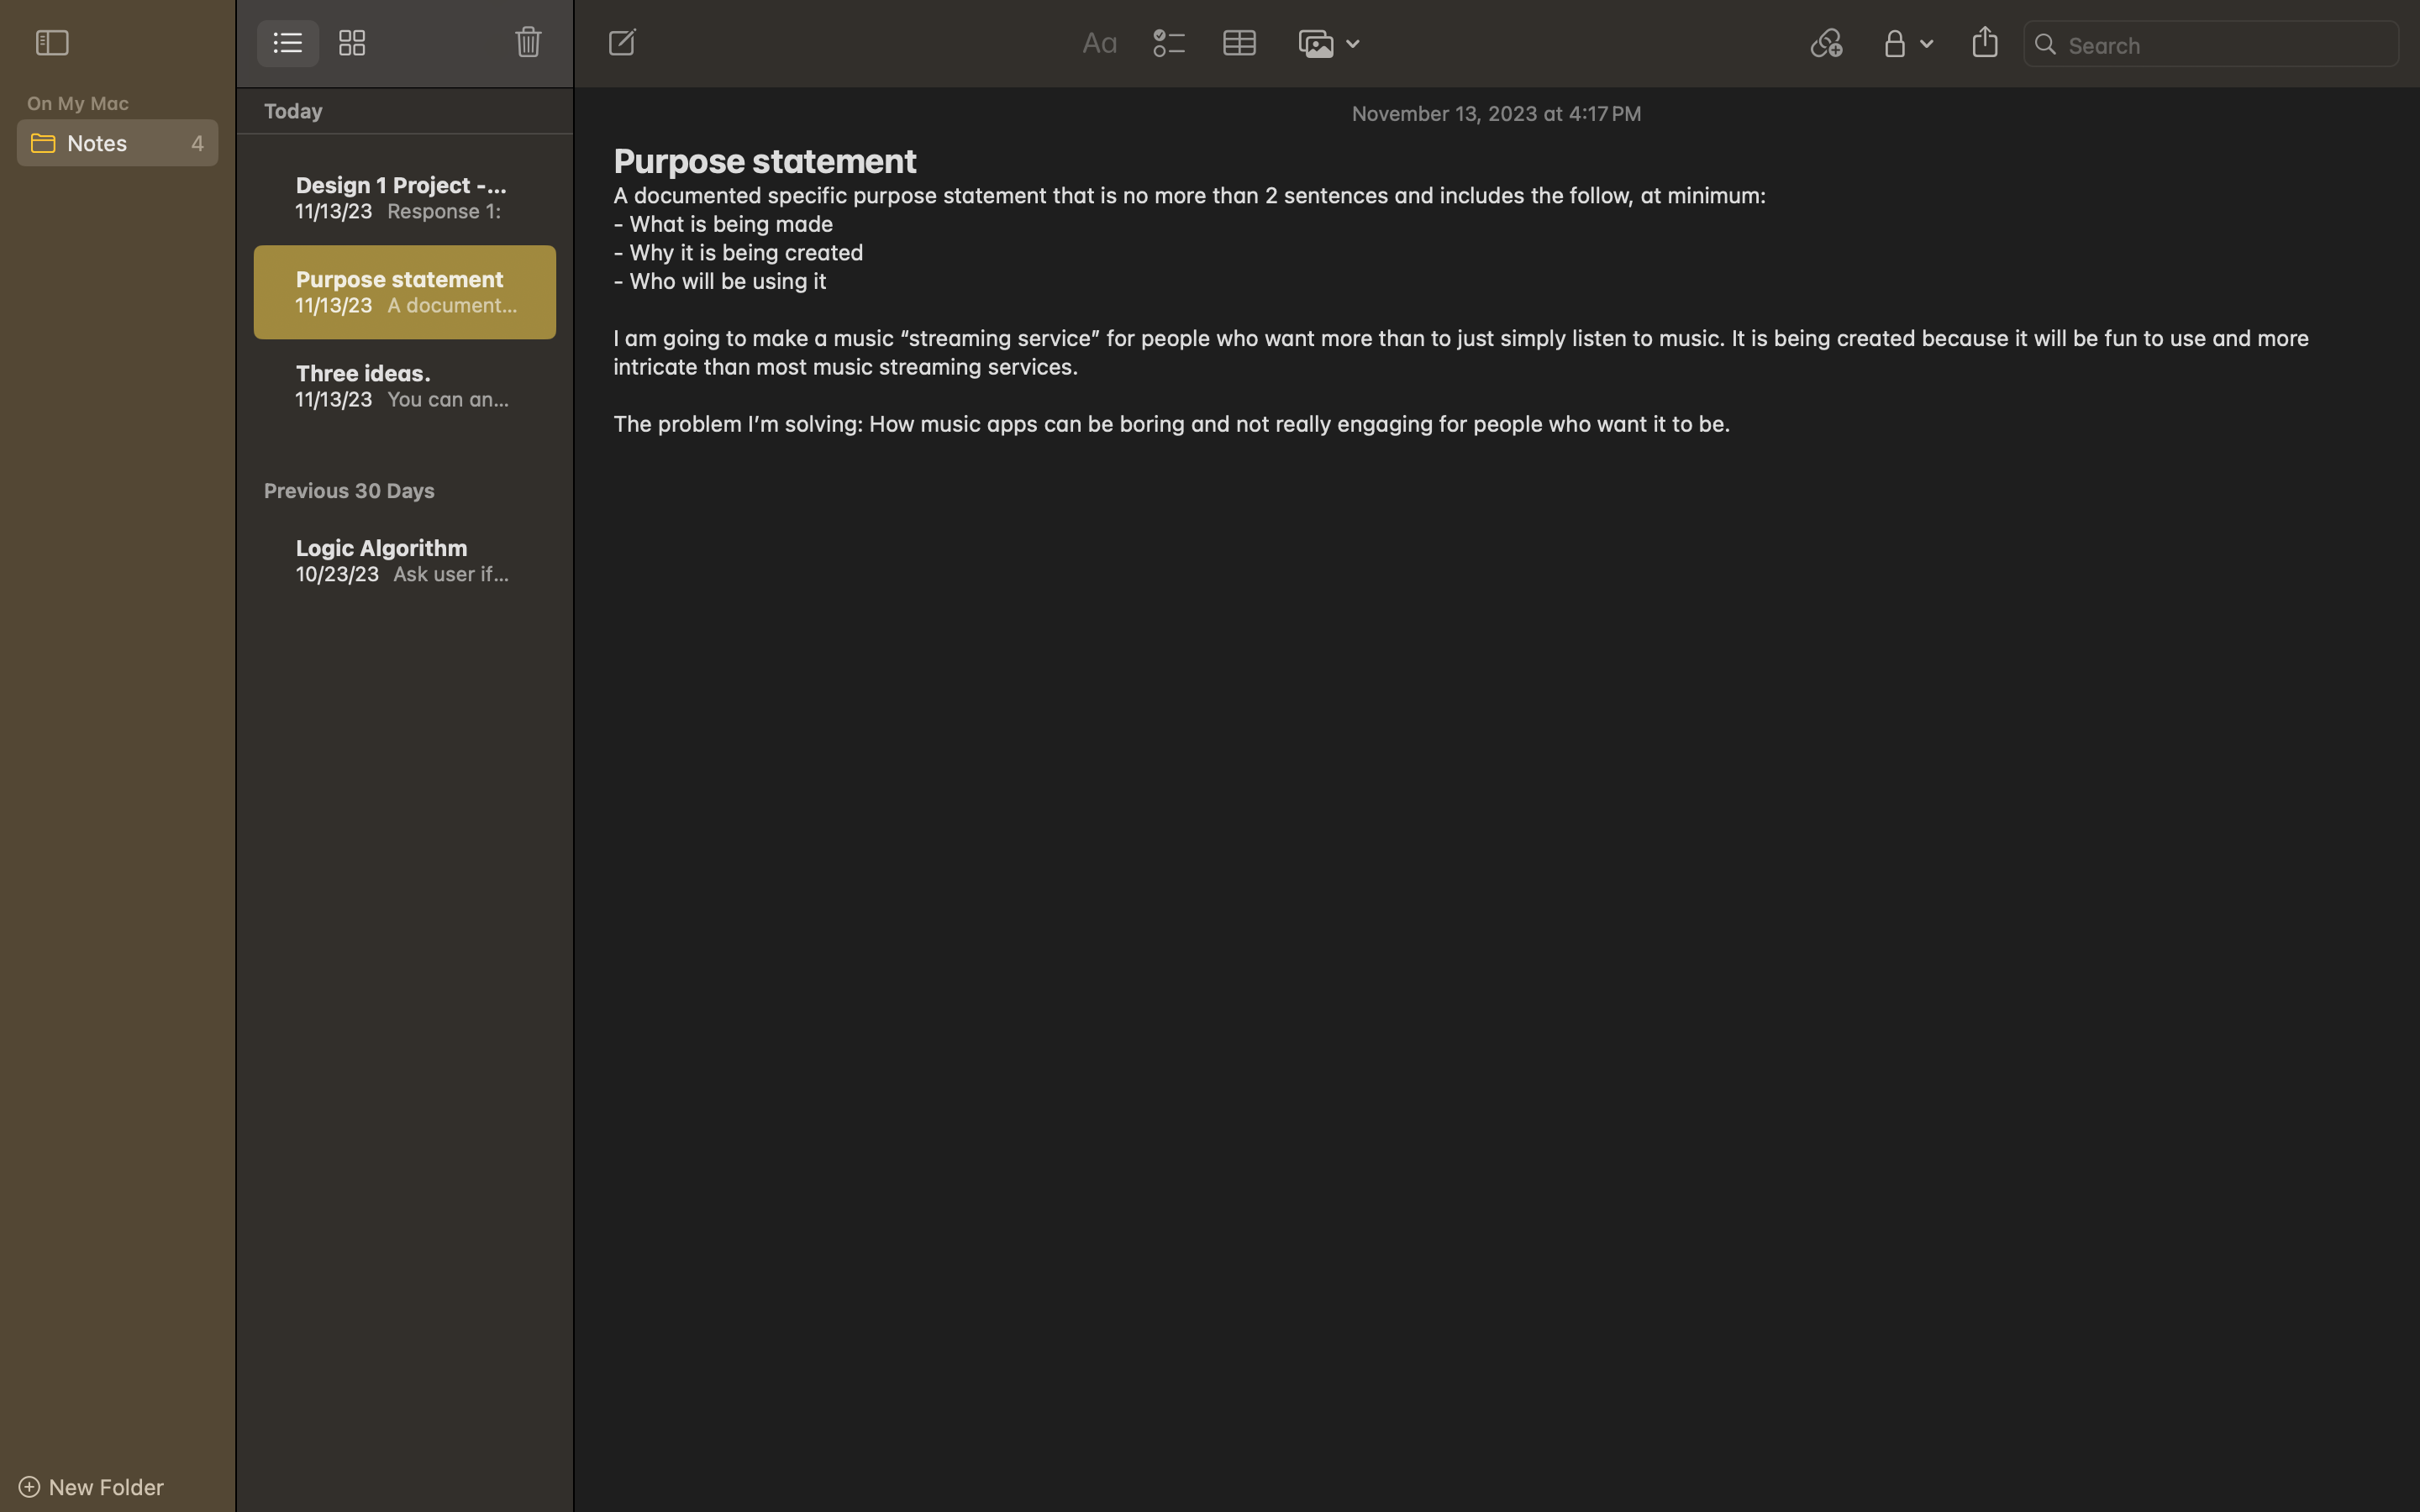 On My Mac
Notes 4
New Folder
Today
Design 1 Project -...
11/13/23 Response 1:
Purpose statement
11/13/23 A document...
Three ideas.
11/13/23 You can an...
Previous 30 Days
Logic Algorithm
10/23/23 Ask user if...
Aa
Search
November 13, 2023 at 4:17 PM
Purpose statement
A documented specific purpose statement that is no more than 2 sentences and includes the follow, at minimum:
- What is being made
- Why it is being created
- Who will be using it
I am going to make a music “streaming service” for people who want more than to just simply listen to music. It is being created because it will be fun to use and more
intricate than most music streaming services.
The problem I’m solving: How music apps can be boring and not really engaging for people who want it to be.